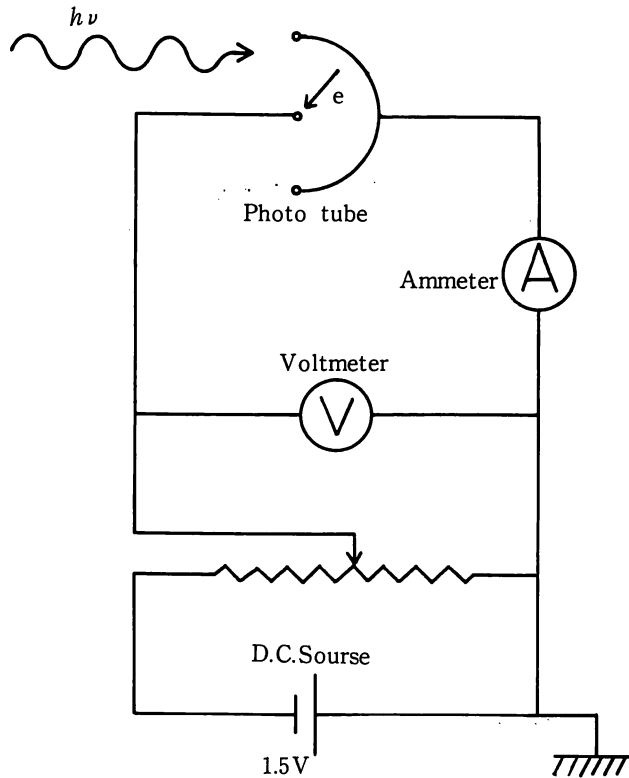 hν
e
Photo tube
Ammeter
A
Voltmeter
V
D.C.Sourse
1.5V